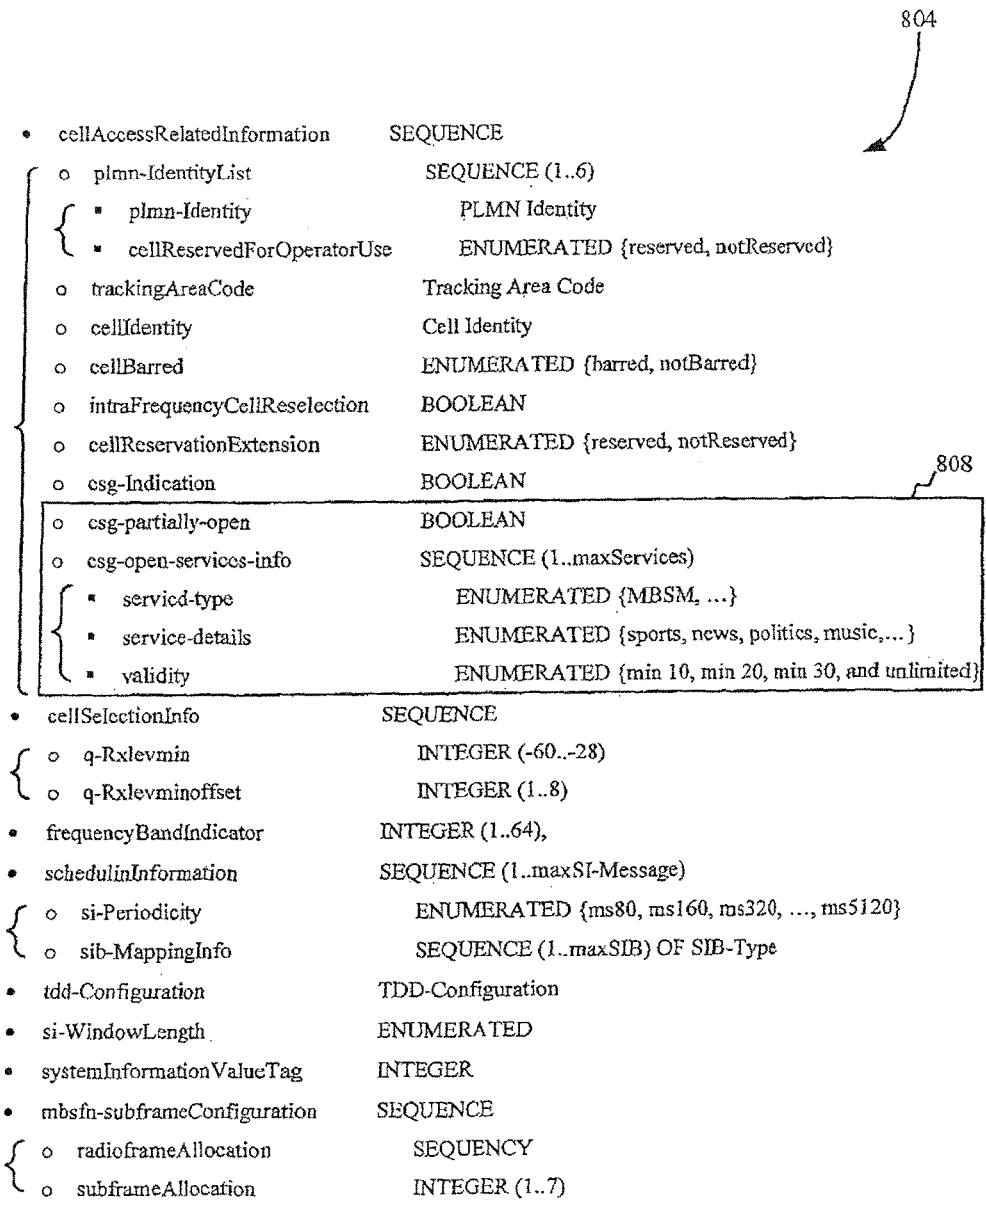 804
• cellAccessRelatedInformation SEQUENCE
o plmn-IdentityList SEQUENCE (1..6)
▪ plmn-Identity PLMN Identity
▪ cellReservedForOperatorUse ENUMERATED {reserved, notReserved}
o trackingAreaCode Tracking Area Code
o cellIdentity Cell Identity
o cellBarred ENUMERATED {barred, notBarred}
o intraFrequencyCellReselection BOOLEAN
o cellReservationExtension ENUMERATED {reserved, notReserved}
o csg-Indication BOOLEAN
808
o csg-partially-open BOOLEAN
o csg-open-services-info SEQUENCE (1..maxServices)
▪ servicd-type ENUMERATED {MBSM, ...}
▪ service-details ENUMERATED {sports, news, politics, music,...}
▪ validity ENUMERATED {min 10, min 20, min 30, and unlimited}
• cellSelectionInfo SEQUENCE
o q-Rxlevmin INTEGER (-60..-28)
o q-Rxlevminoffset INTEGER (1..8)
• frequencyBandIndicator INTEGER (1..64),
• schedulinInformation SEQUENCE (1..maxSI-Message)
o si-Periodicity ENUMERATED {ms80, ms160, ms320, ..., ms5120}
o sib-MappingInfo SEQUENCE (1..maxSIB) OF SIB-Type
• tdd-Configuration TDD-Configuration
• si-WindowLength ENUMERATED
• systemInformationValueTag INTEGER
• mbsfn-subframeConfiguration SEQUENCE
o radioframeAllocation SEQUENCY
o subframeAllocation INTEGER (1..7)